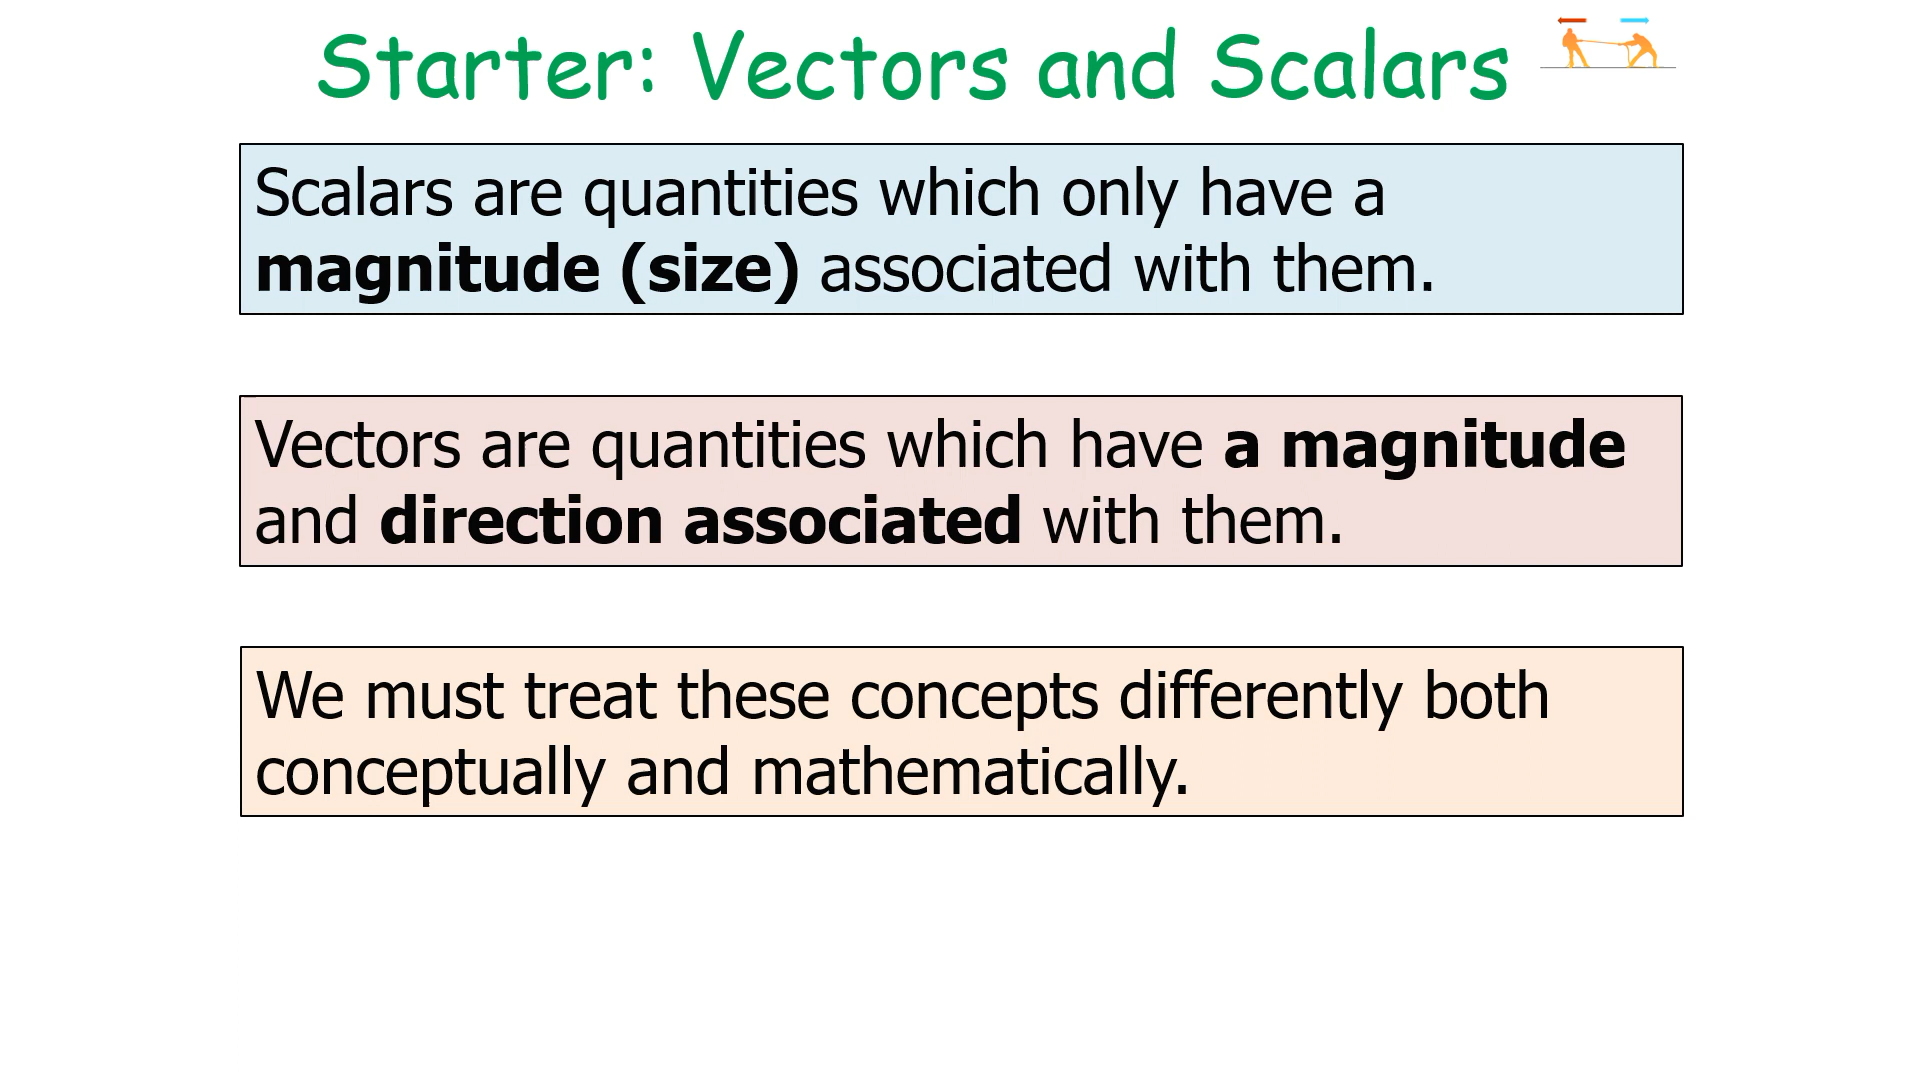 Starter: Vectors and Scalars
Scalars are quantities which only have a
magnitude (size) associated with them.
Vectors are quantities which have a magnitude
and direction associated with them.
We must treat these concepts differently both
conceptually and mathematically.